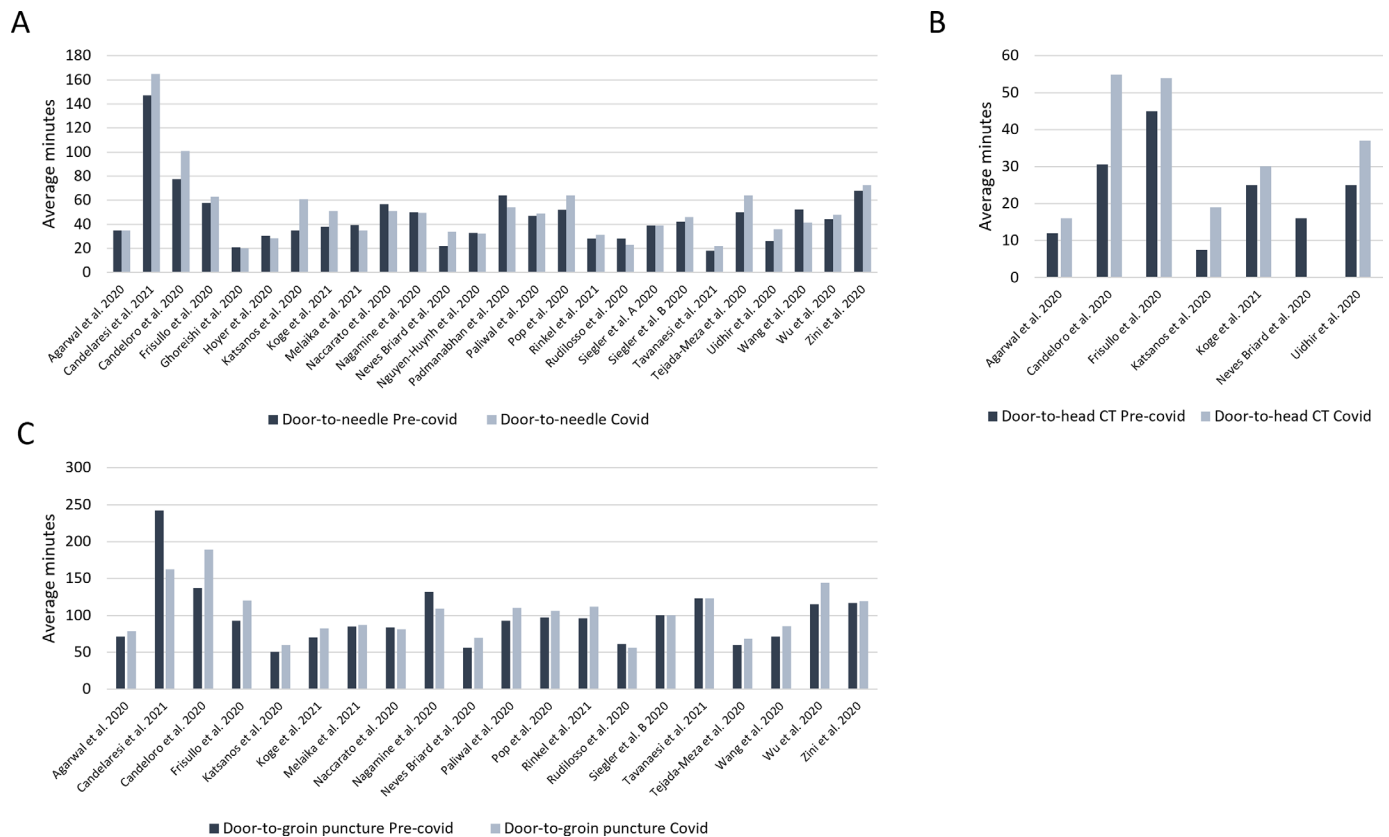 A
180
160
140
120
100
80
60
40
20
0
Average minutes
Agarwal et al. 2020
Candelaresi et al. 2021
Candeloro et al. 2020
Frisullo et al. 2020
Ghoreishi et al. 2020
Hoyer et al. 2020
Katsanos et al. 2020
Koge et al. 2021
Melaika et al. 2021
Naccarato et al. 2020
Nagamine et al. 2020
Neves Briard et al. 2020
Nguyen-Huynh et al. 2020
Padmanabhan et al. 2020
Paliwal et al. 2020
Pop et al. 2020
Rinkel et al. 2021
Rudilosso et al. 2020
Siegler et al. A 2020
Siegler et al. B 2020
Tavanaesi et al. 2021
Tejada-Meza et al. 2020
Uidhir et al. 2020
Wang et al. 2020
Wu et al. 2020
Zini et al. 2020
Door-to-needle Pre-covid Door-to-needle Covid
B
60
50
40
30
20
10
0
Average minutes
Agarwal et al. 2020
Candeloro et al. 2020
Frisullo et al. 2020
Katsanos et al. 2020
Koge et al. 2021
Neves Briard et al. 2020
Uidhir et al. 2020
Door-to-head CT Pre-covid Door-to-head CT Covid
C
300
250
200
150
100
50
0
Average minutes
Agarwal et al. 2020
Candelaresi et al. 2021
Candeloro et al. 2020
Frisullo et al. 2020
Katsanos et al. 2020
Koge et al. 2021
Melaika et al. 2021
Naccarato et al. 2020
Nagamine et al. 2020
Neves Briard et al. 2020
Paliwal et al. 2020
Pop et al. 2020
Rinkel et al. 2021
Rudilosso et al. 2020
Siegler et al. B 2020
Tavanaesi et al. 2021
Tejada-Meza et al. 2020
Wang et al. 2020
Wu et al. 2020
Zini et al. 2020
Door-to-groin puncture Pre-covid Door-to-groin puncture Covid